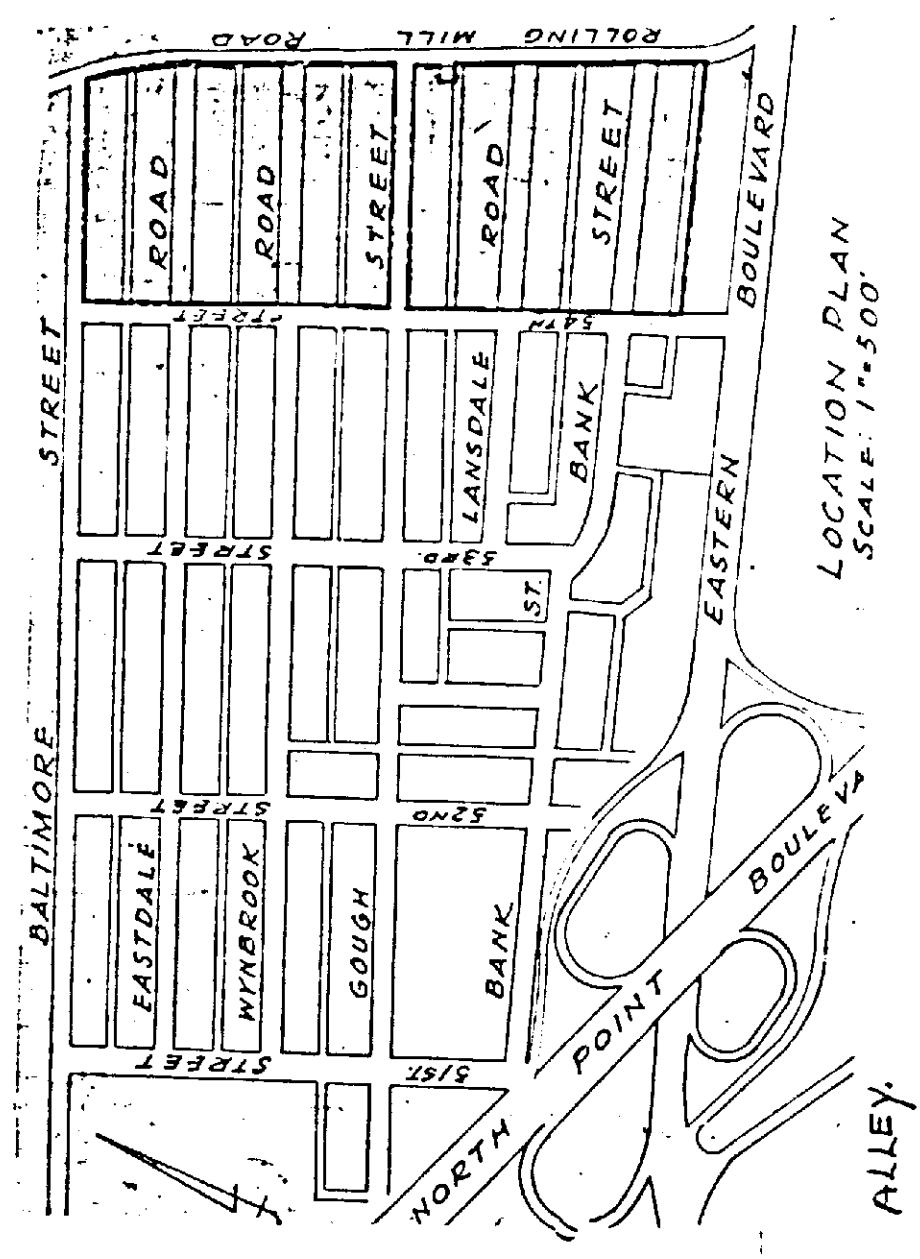 ROLLING MILL ROAD
BALTIMORE STREET
EASTDALE ROAD
WYNBROOK ROAD
GOUGH STREET
LANSDALE ROAD
BANK ST.
BANK STREET
51ST. STREET
52ND STREET
53RD. STREET
54TH STREET
EASTERN BOULEVARD
NORTH POINT BOULEVA
LOCATION PLAN
SCALE: 1"=500'
ALLEY.